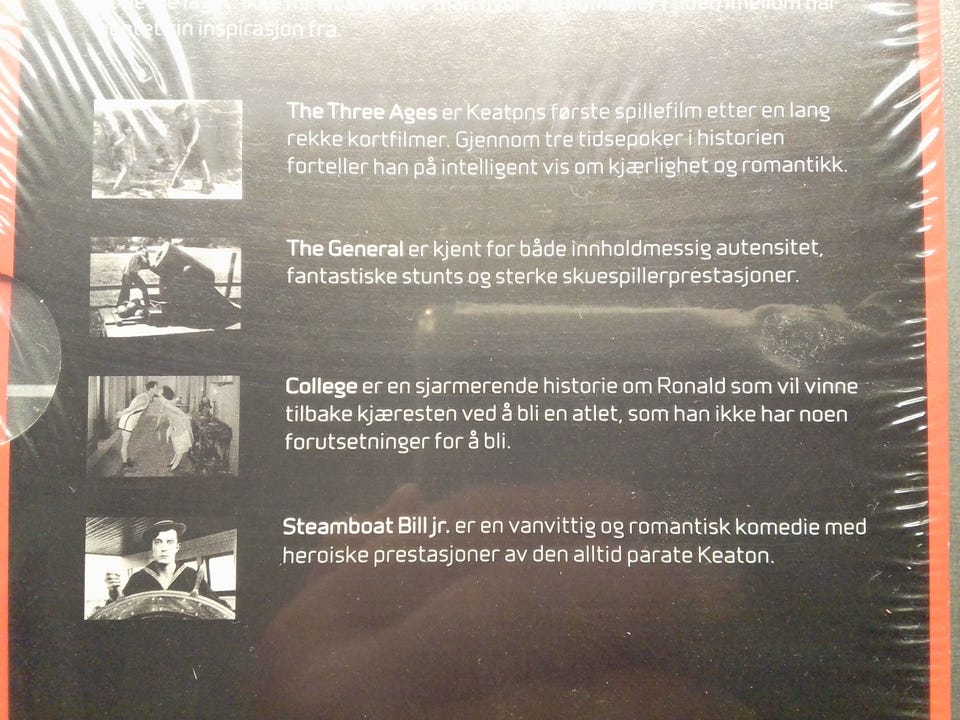 inspirasjon fra.
The Three Ages er Keatons første spillefilm etter en lang
rekke kortfilmer. Gjennom tre tidsepoker i historien
forteller han på intelligent vis om kjærlighet og romantikk.
The General er kjent for både innholdmessig autensitet,
fantastiske stunts og sterke skuespillerprestasjoner.
College er en sjarmerende historie om Ronald som vil vinne
tilbake kjæresten ved å bli en atlet, som han ikke har noen
forutsetninger for å bli.
Steamboat Bill jr. er en vanvittig og romantisk komedie med
heroiske prestasjoner av den alltid parate Keaton.